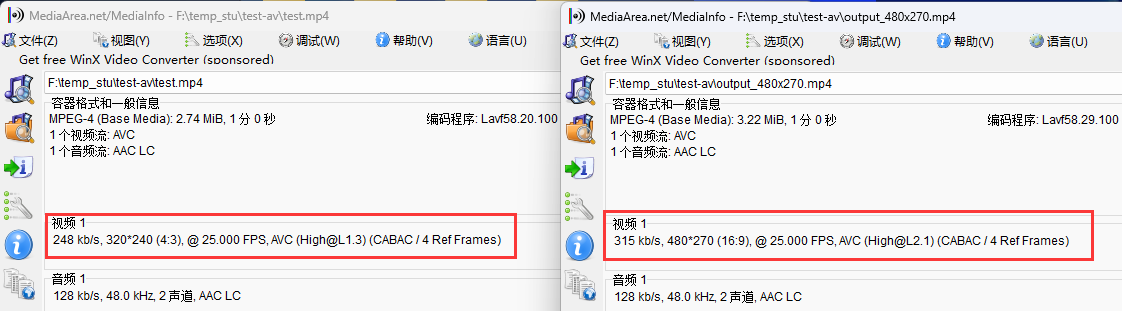 MediaArea.net/MediaInfo - F:\temp_stu\test-av\test.mp4
文件(Z) 视图(Y) 选项(X) 调试(W) 帮助(V) 语言(U)
Get free WinX Video Converter (sponsored)
F:\temp_stu\test-av\test.mp4
容器格式和一般信息
MPEG-4 (Base Media): 2.74 MiB, 1 分 0 秒 编码程序: Lavf58.20.100
1 个视频流: AVC
1 个音频流: AAC LC
视频 1
248 kb/s, 320*240 (4:3), @ 25.000 FPS, AVC (High@L1.3) (CABAC / 4 Ref Frames)
音频 1
128 kb/s, 48.0 kHz, 2 声道, AAC LC
MediaArea.net/MediaInfo - F:\temp_stu\test-av\output_480x270.mp4
文件(Z) 视图(Y) 选项(X) 调试(W) 帮助(V) 语言(U)
Get free WinX Video Converter (sponsored)
F:\temp_stu\test-av\output_480x270.mp4
容器格式和一般信息
MPEG-4 (Base Media): 3.22 MiB, 1 分 0 秒 编码程序: Lavf58.29.100
1 个视频流: AVC
1 个音频流: AAC LC
视频 1
315 kb/s, 480*270 (16:9), @ 25.000 FPS, AVC (High@L2.1) (CABAC / 4 Ref Frames)
音频 1
128 kb/s, 48.0 kHz, 2 声道, AAC LC